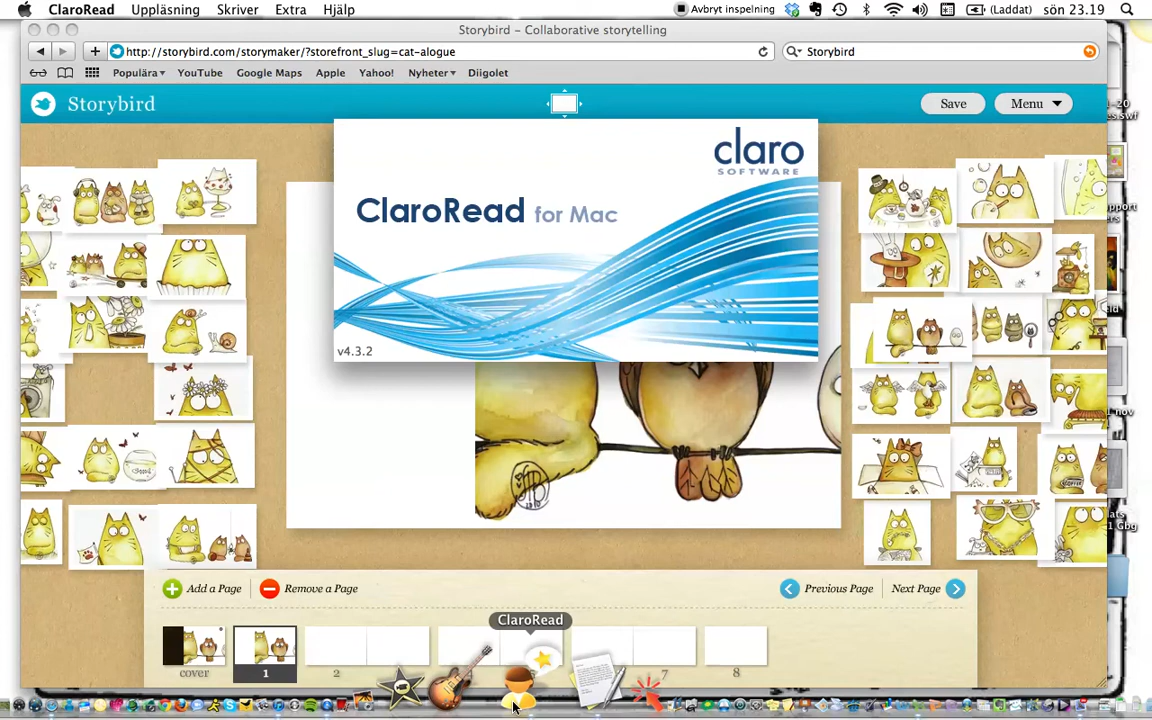 ClaroRead Uppläsning Skriver Extra Hjälp Avbryt inspelning (Laddat) sön 23.19
Storybird – Collaborative storytelling
http://storybird.com/storymaker/?storefront_slug=cat-alogue
Storybird
Populära YouTube Google Maps Apple Yahoo! Nyheter Diigolet
Storybird
Save
Menu
claro
SOFTWARE
ClaroRead for Mac
v4.3.2
Add a Page
Remove a Page
Previous Page
Next Page
ClaroRead
cover
1
2
7
8